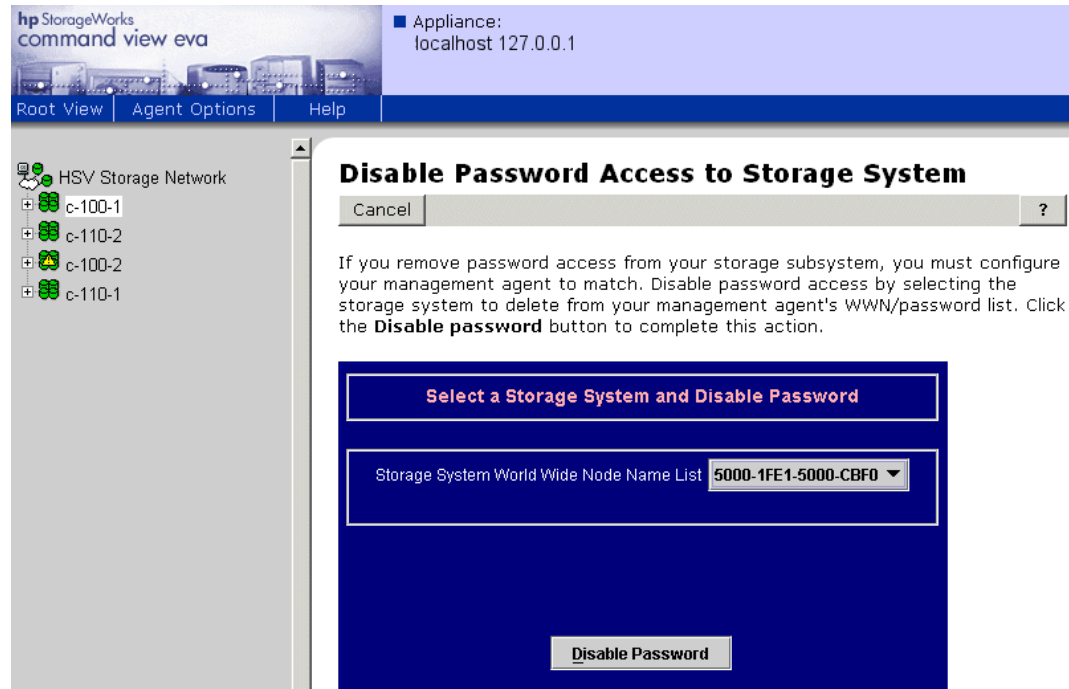 hp StorageWorks
command view eva
Appliance:
localhost 127.0.0.1
Root View
Agent Options
Help
HSV Storage Network
c-100-1
c-110-2
c-100-2
c-110-1
Disable Password Access to Storage System
Cancel
?
If you remove password access from your storage subsystem, you must configure
your management agent to match. Disable password access by selecting the
storage system to delete from your management agent's WWN/password list. Click
the Disable password button to complete this action.
Select a Storage System and Disable Password
Storage System World Wide Node Name List 5000-1FE1-5000-CBF0
Disable Password